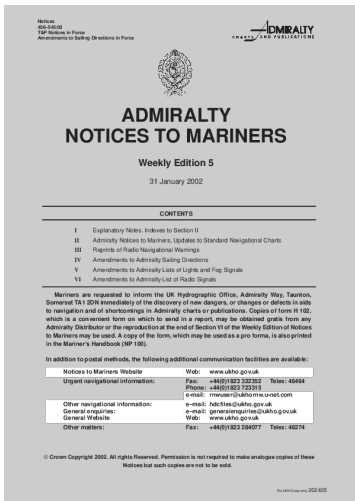 Notices
406-545/02
T&P Notices in Force
Amendments to Sailing Directions in Force
ADMIRALTY
CHARTS AND PUBLICATIONS
ADMIRALTY
NOTICES TO MARINERS
Weekly Edition 5
31 January 2002
CONTENTS
I Explanatory Notes. Indexes to Section II
II Admiralty Notices to Mariners. Updates to Standard Navigational Charts
III Reprints of Radio Navigational Warnings
IV Amendments to Admiralty Sailing Directions
V Amendments to Admiralty Lists of Lights and Fog Signals
VI Amendments to Admiralty List of Radio Signals
Mariners are requested to inform the UK Hydrographic Office, Admiralty Way, Taunton,
Somerset TA1 2DN immediately of the discovery of new dangers, or changes or defects in aids
to navigation and of shortcomings in Admiralty charts or publications. Copies of form H 102,
which is a convenient form on which to send in a report, may be obtained gratis from any
Admiralty Distributor or the reproduction at the end of Section VI of the Weekly Edition of Notices
to Mariners may be used. A copy of the form, which may be used as a pro forma, is also printed
in the Mariner's Handbook (NP 100).
In addition to postal methods, the following additional communication facilities are available:
Notices to Mariners Website Web: www.ukho.gov.uk
Urgent navigational information: Fax: +44(0)1823 322352 Telex: 46464
Phone: +44(0)1823 723315
e-mail: rnwuser@ukhornw.u-net.com
Other navigational information: e-mail: hdcfiles@ukho.gov.uk
General enquiries: e-mail: generalenquiries@ukho.gov.uk
General Website Web: www.ukho.gov.uk
Other matters: Fax: +44(0)1823 284077 Telex: 46274
© Crown Copyright 2002. All rights Reserved. Permission is not required to make analogue copies of these
Notices but such copies are not to be sold.
202405